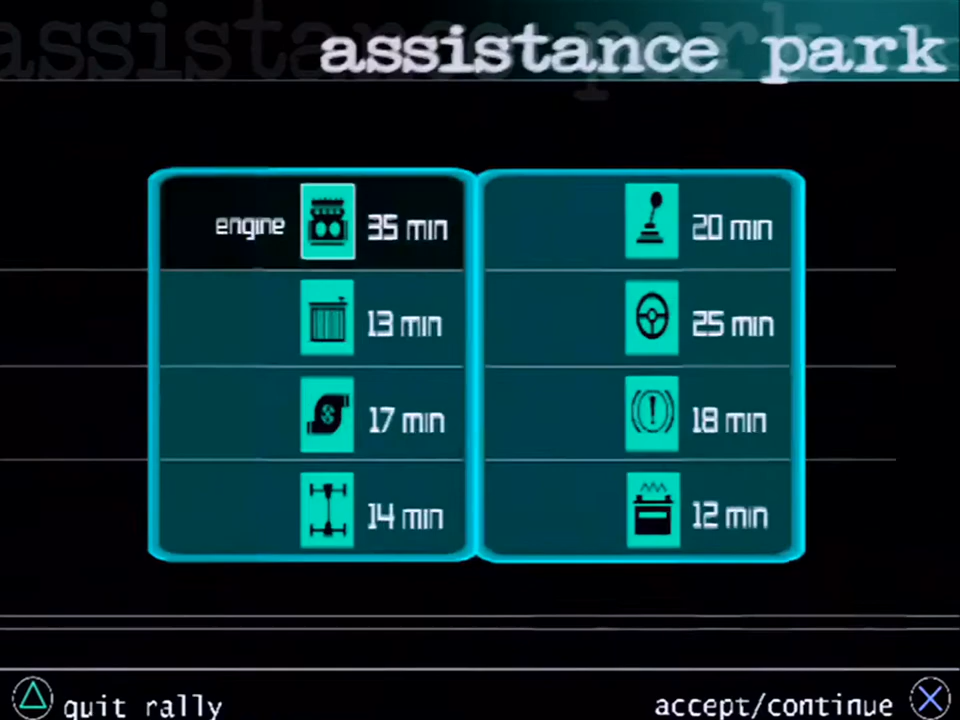 assistance park
engine 35 min
20 min
13 min
25 min
17 min
18 min
14 min
12 min
quit rally
accept/continue